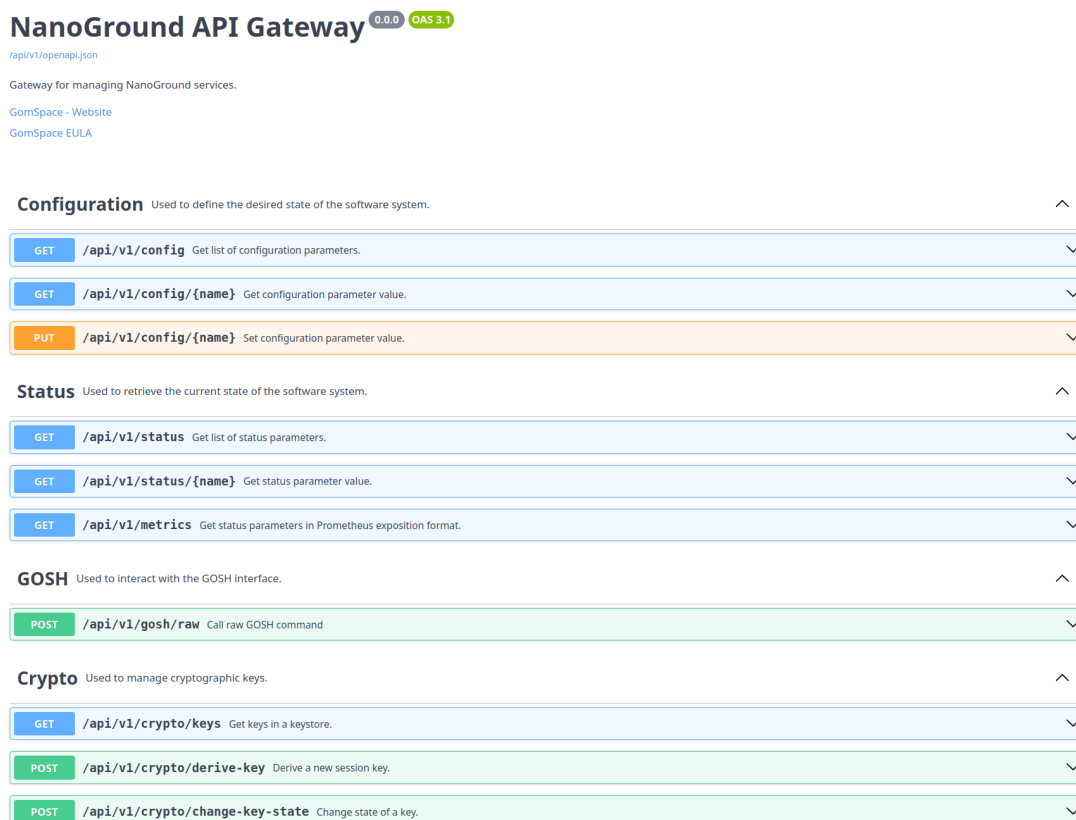 NanoGround API Gateway 0.0.0 OAS 3.1
/api/v1/openapi.json
Gateway for managing NanoGround services.
GomSpace - Website
GomSpace EULA
Configuration Used to define the desired state of the software system.
GET /api/v1/config Get list of configuration parameters.
GET /api/v1/config/{name} Get configuration parameter value.
PUT /api/v1/config/{name} Set configuration parameter value.
Status Used to retrieve the current state of the software system.
GET /api/v1/status Get list of status parameters.
GET /api/v1/status/{name} Get status parameter value.
GET /api/v1/metrics Get status parameters in Prometheus exposition format.
GOSH Used to interact with the GOSH interface.
POST /api/v1/gosh/raw Call raw GOSH command
Crypto Used to manage cryptographic keys.
GET /api/v1/crypto/keys Get keys in a keystore.
POST /api/v1/crypto/derive-key Derive a new session key.
POST /api/v1/crypto/change-key-state Change state of a key.